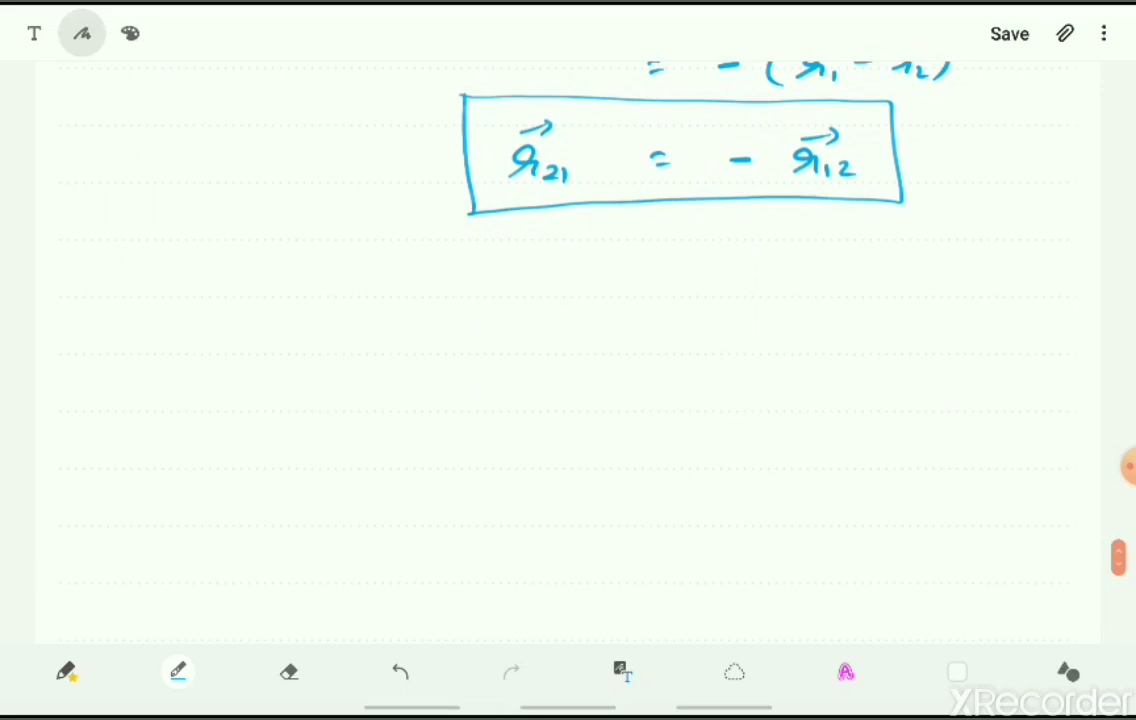 T Save
= - (r₁ - r₂)
r⃗₂₁ = - r⃗₁₂
A
XRecorder